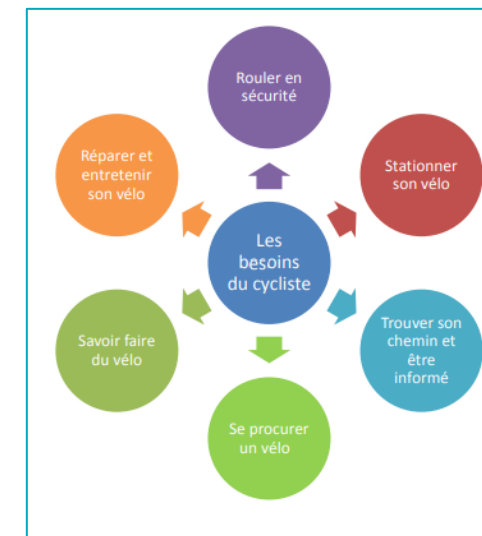 Rouler en
sécurité
Réparer et
entretenir
son vélo
Stationner
son vélo
Les
besoins
du cycliste
Savoir faire
du vélo
Trouver son
chemin et
être
informé
Se procurer
un vélo